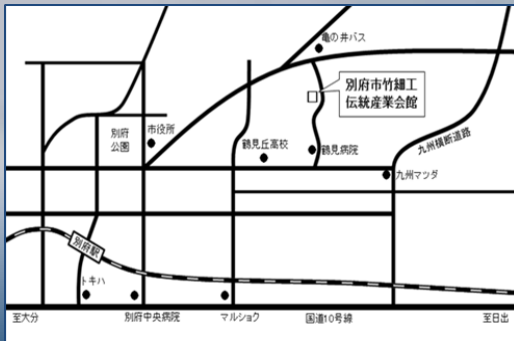 亀の井バス
別府市竹細工
伝統産業会館
別府
公園
市役所
鶴見丘高校
鶴見病院
九州横断道路
九州マツダ
別府駅
トキハ
至大分
別府中央病院
マルショク
国道10号線
至日出